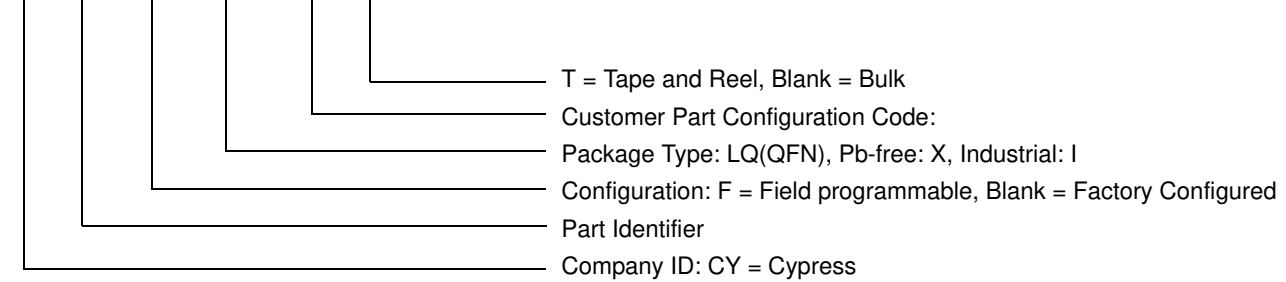 T = Tape and Reel, Blank = Bulk
Customer Part Configuration Code:
Package Type: LQ(QFN), Pb-free: X, Industrial: I
Configuration: F = Field programmable, Blank = Factory Configured
Part Identifier
Company ID: CY = Cypress